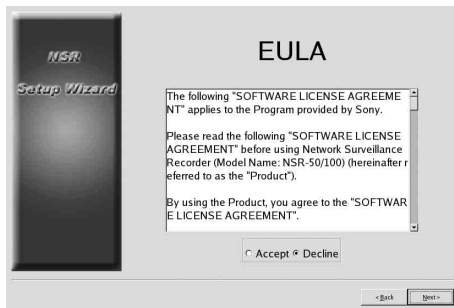 NSR
Setup Wizard
EULA
The following "SOFTWARE LICENSE AGREEME
NT" applies to the Program provided by Sony.
Please read the following "SOFTWARE LICENSE
AGREEMENT" before using Network Surveillance
Recorder (Model Name: NSR-50/100) (hereinafter r
eferred to as the "Product").
By using the Product, you agree to the "SOFTWAR
E LICENSE AGREEMENT".
Accept Decline
<Back Next>